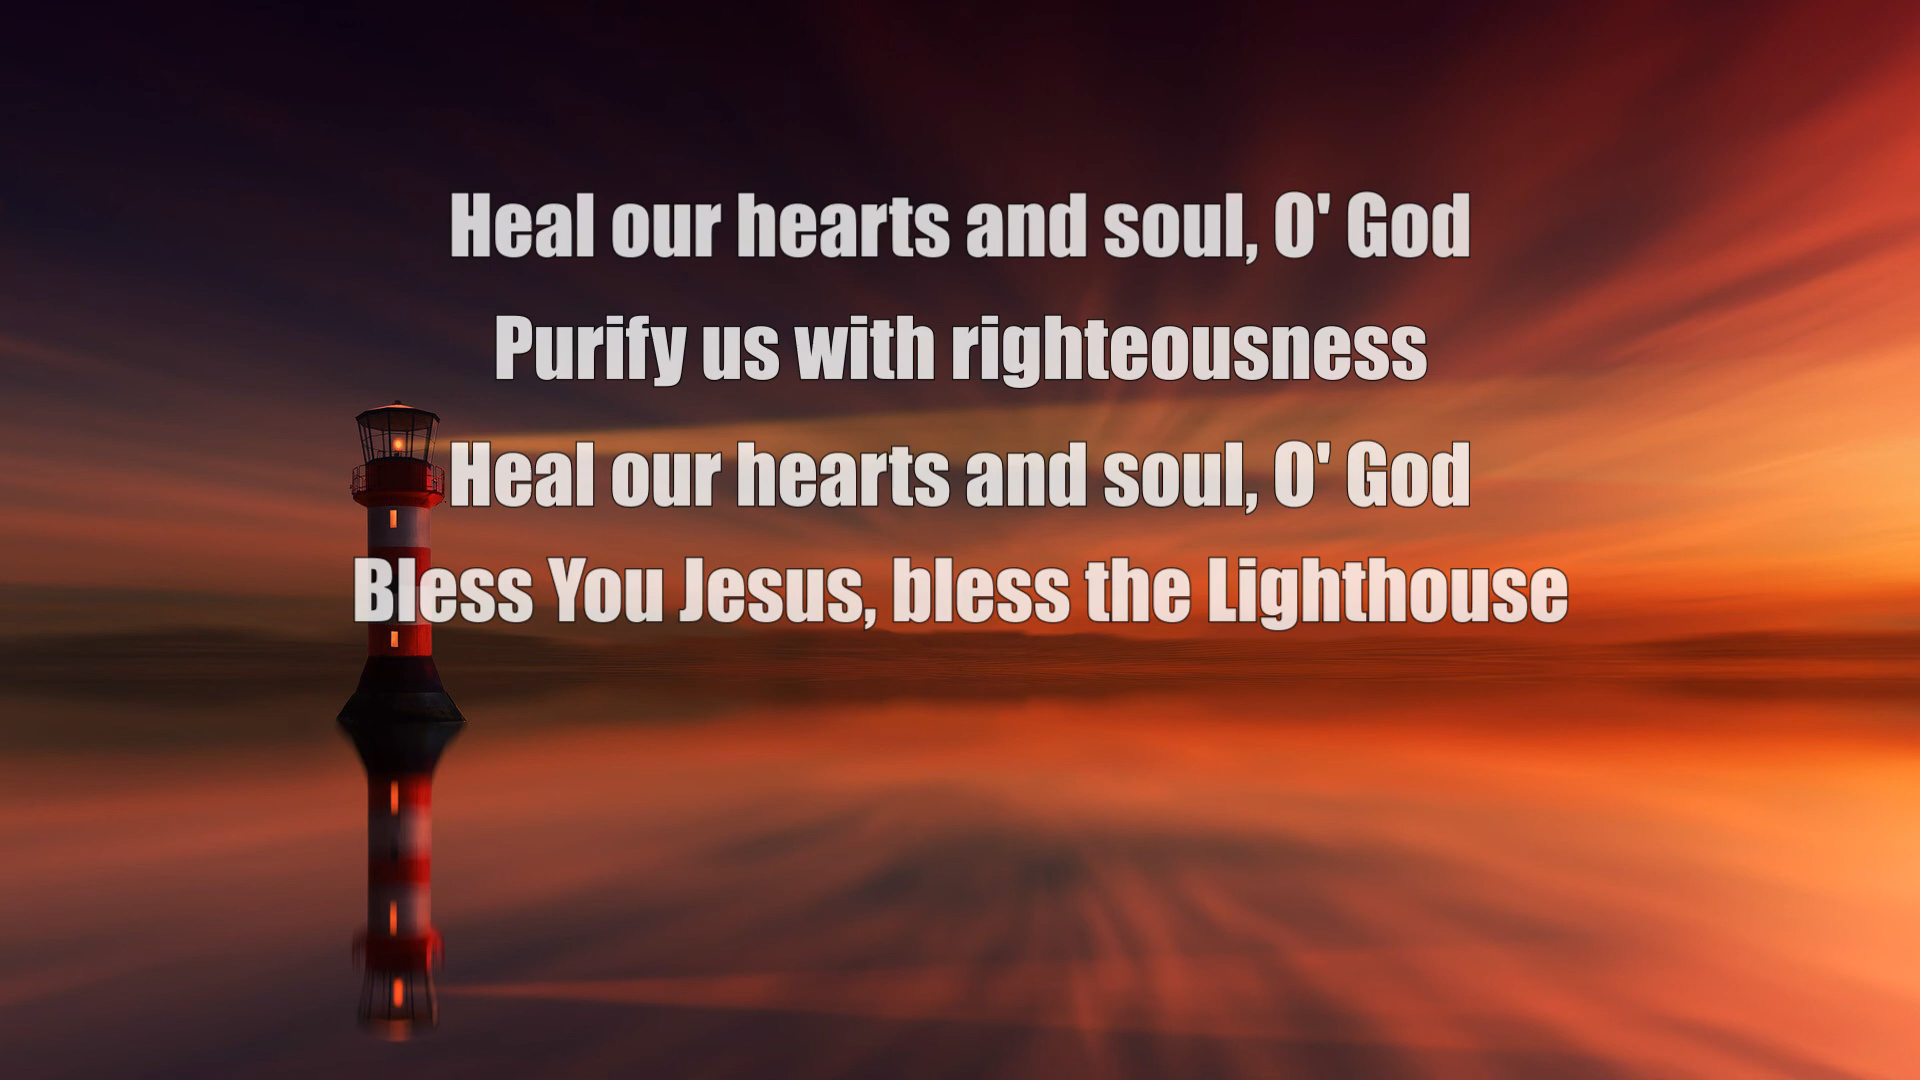 Heal our hearts and soul, O' God
Purify us with righteousness
Heal our hearts and soul, O' God
Bless You Jesus, bless the Lighthouse